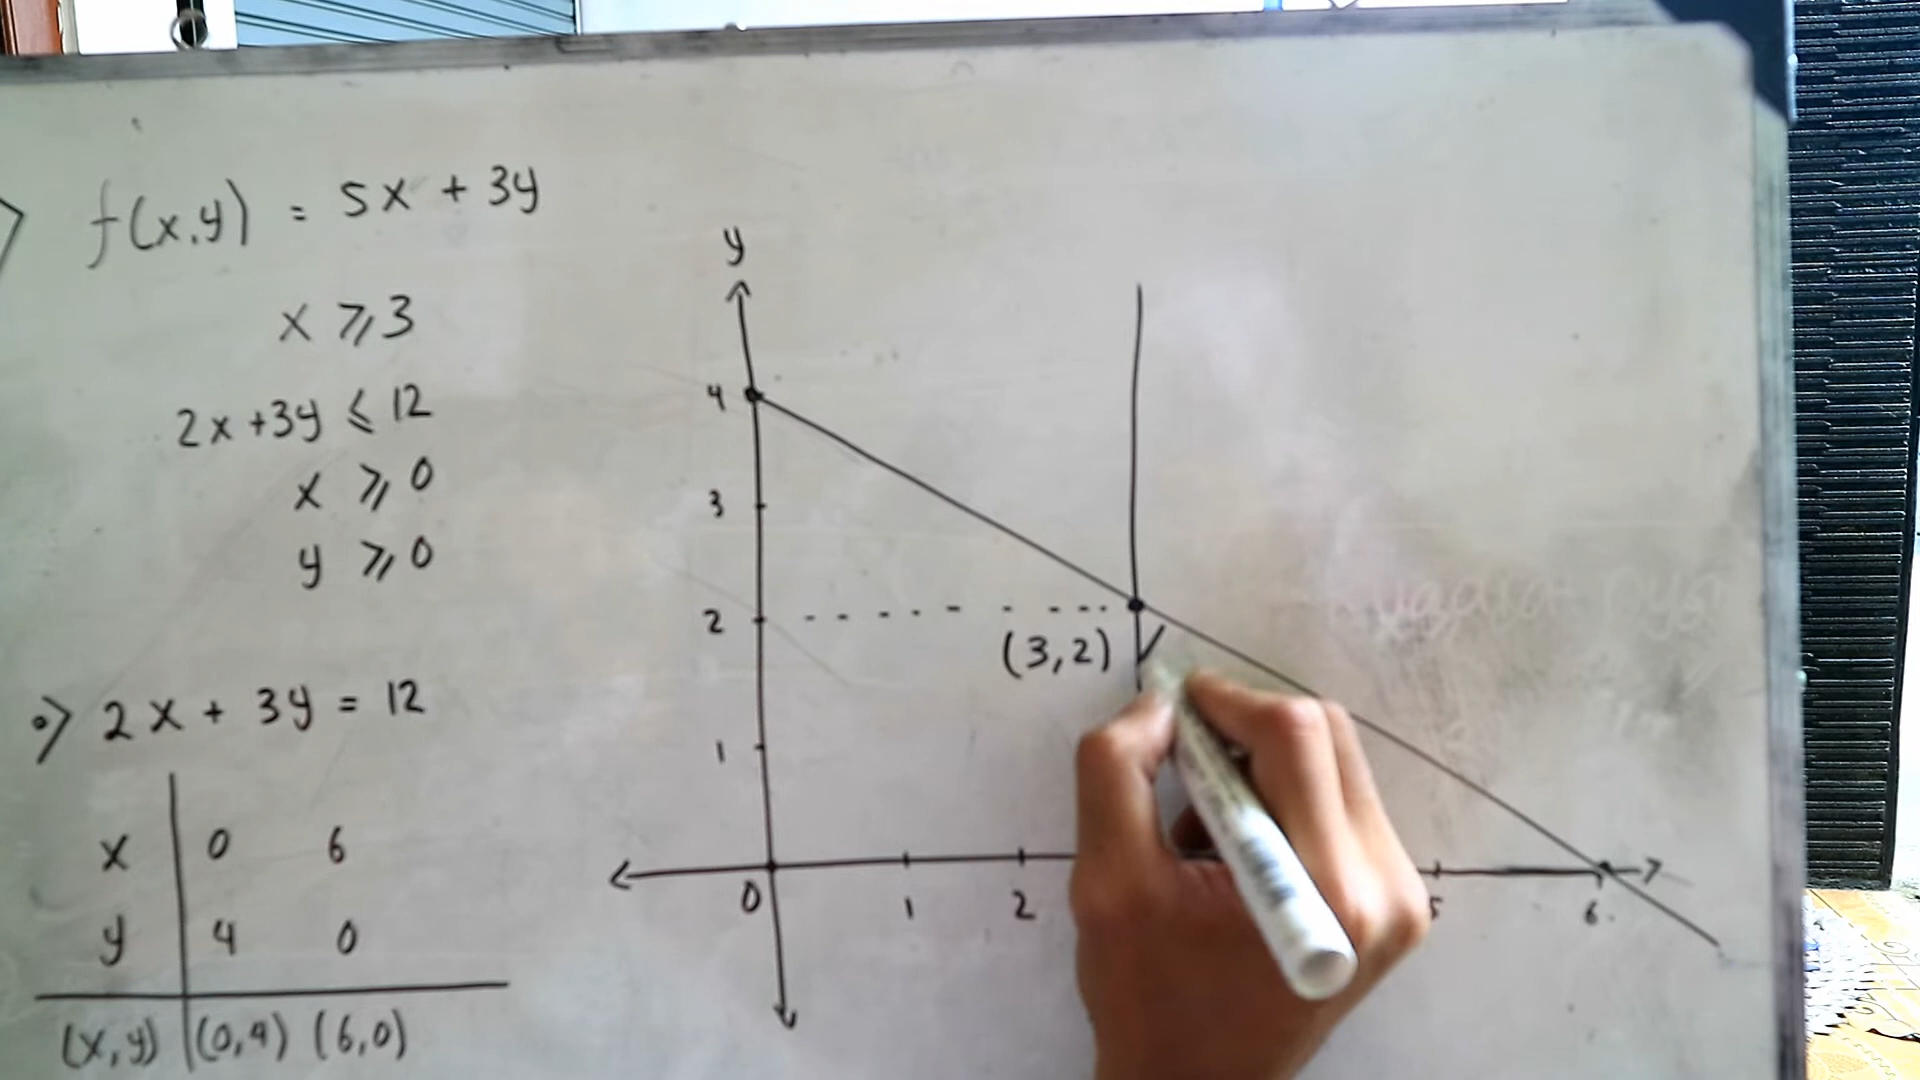 f(x,y) = 5x + 3y
x ⩾ 3
2x + 3y ⩽ 12
x ⩾ 0
y ⩾ 0
•> 2x + 3y = 12
x 0 6
y 4 0
(x,y) (0,4) (6,0)
y
4
3
2
(3,2)
1
0 1 2 5 6